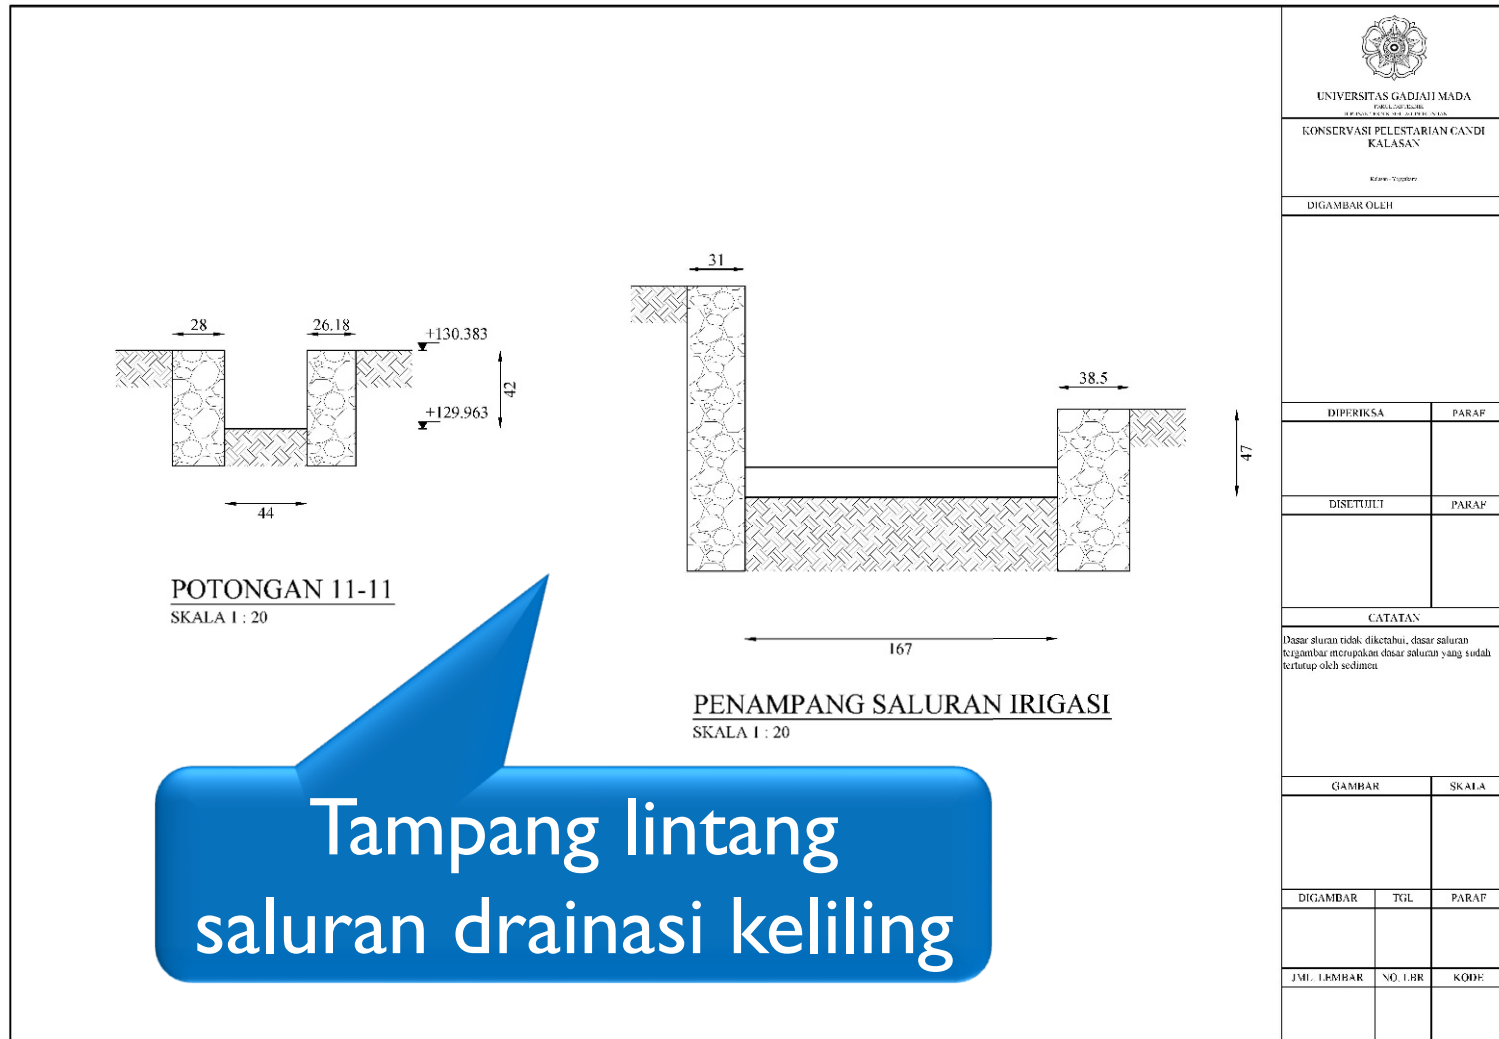 31
28
26.18
+130.383
42
+129.963
44
38.5
47
167
POTONGAN 11-11
SKALA 1 : 20
PENAMPANG SALURAN IRIGASI
SKALA 1 : 20
Tampang lintang
saluran drainasi keliling
UNIVERSITAS GADJAH MADA
KONSERVASI PELESTARIAN CANDI
KALASAN
DIGAMBAR OLEH
DIPERIKSA PARAF
DISETUJUI PARAF
CATATAN
Dasar sluran tidak diketahui, dasar saluran
tergambar merupakan dasar saluran yang sudah
tertutup oleh sedimen
GAMBAR SKALA
DIGAMBAR TGL PARAF
JML. LEMBAR NO. LBR KODE